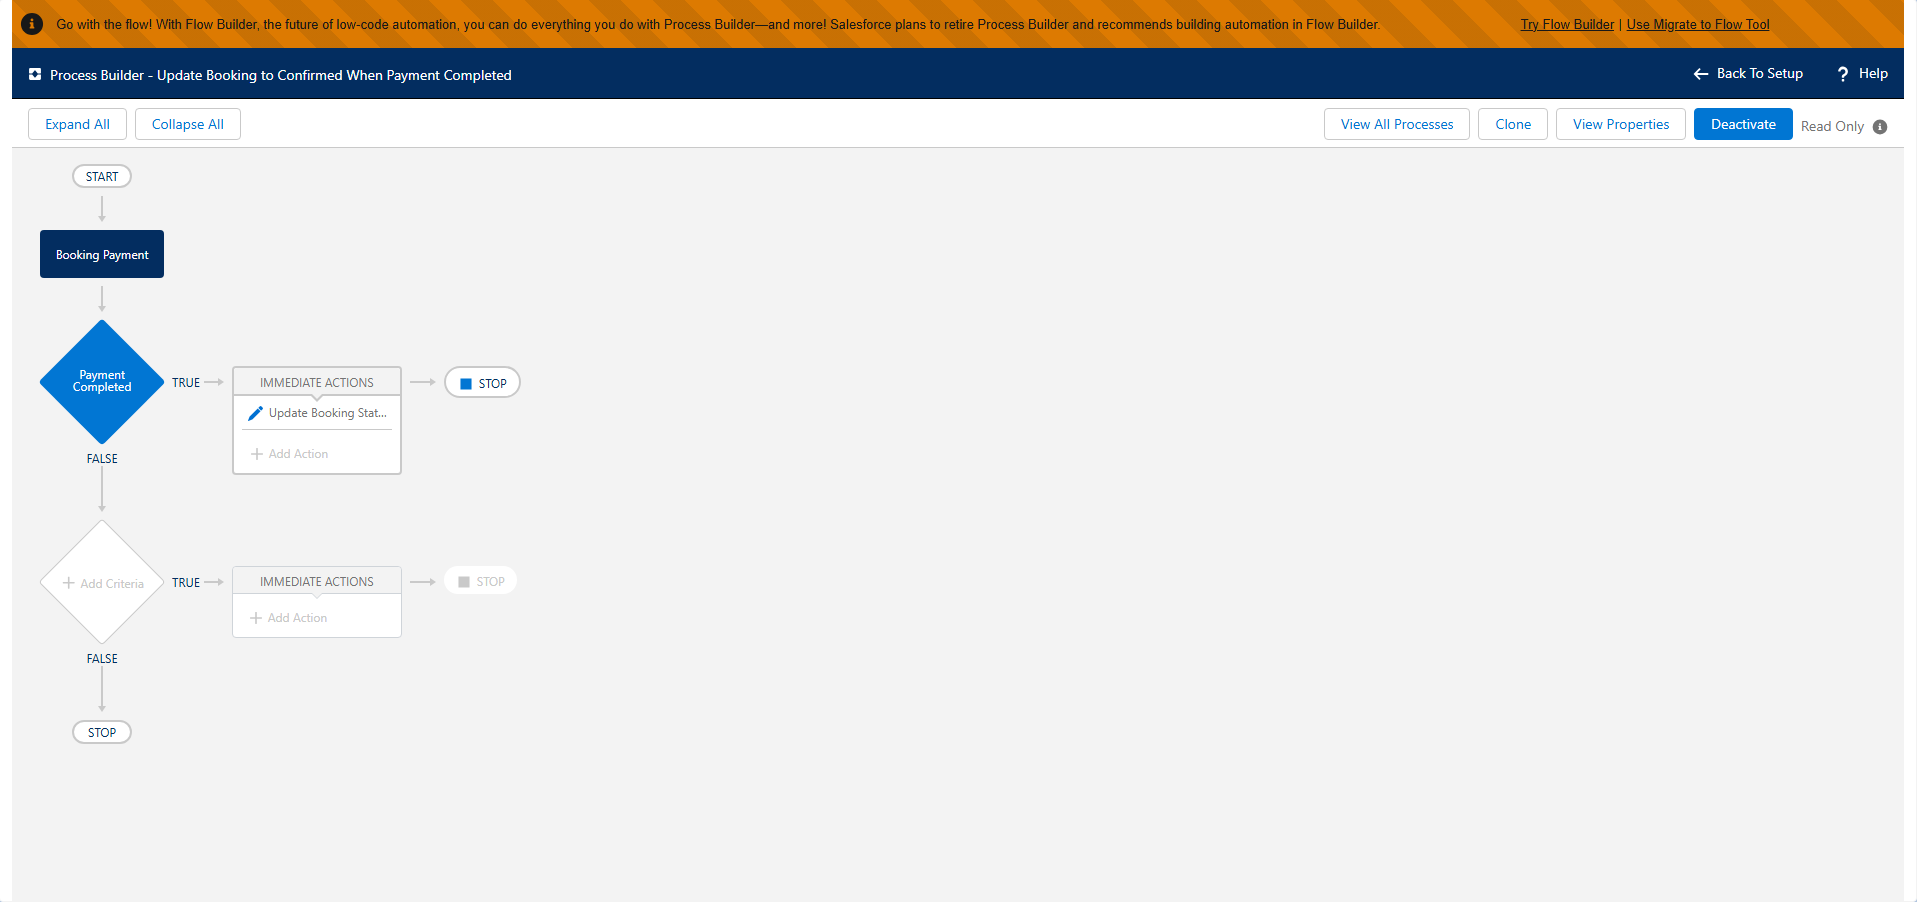 Go with the flow! With Flow Builder, the future of low-code automation, you can do everything you do with Process Builder—and more! Salesforce plans to retire Process Builder and recommends building automation in Flow Builder. Try Flow Builder | Use Migrate to Flow Tool
Process Builder - Update Booking to Confirmed When Payment Completed
Back To Setup
? Help
Expand All
Collapse All
View All Processes
Clone
View Properties
Deactivate
Read Only
START
Booking Payment
Payment
Completed
TRUE
IMMEDIATE ACTIONS
STOP
Update Booking Stat...
+ Add Action
FALSE
+ Add Criteria
TRUE
IMMEDIATE ACTIONS
STOP
+ Add Action
FALSE
STOP